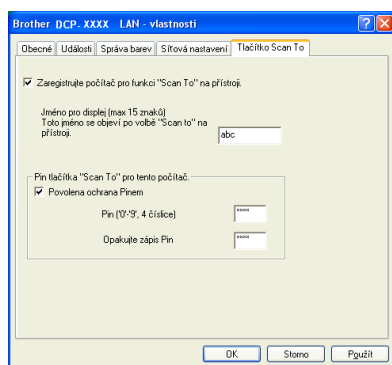 Brother DCP- XXXX LAN - vlastnosti
Obecné Události Správa barev Síťová nastavení Tlačítko Scan To
Zaregistrujte počítač pro funkci "Scan To" na přístroji.
Jméno pro displej (max 15 znaků)
Toto jméno se objeví po volbě "Scan to" na
přístroji.
abc
Pin tlačítka "Scan To" pro tento počítač.
Povolena ochrana Pinem
Pin ('0'-'9', 4 číslice) ****
Opakujte zápis Pin ****
OK Storno Použít